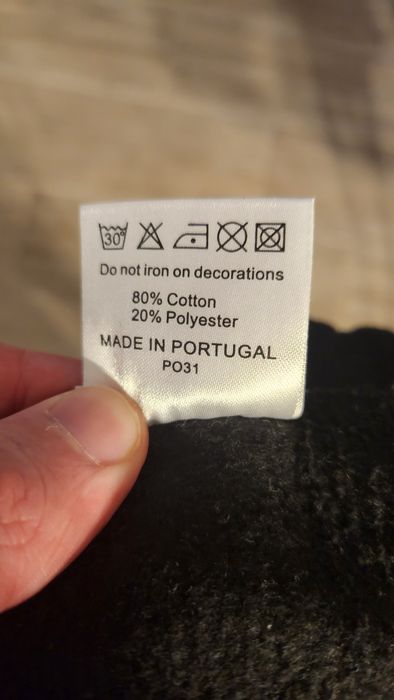 30°
Do not iron on decorations
80% Cotton
20% Polyester
MADE IN PORTUGAL
PO31